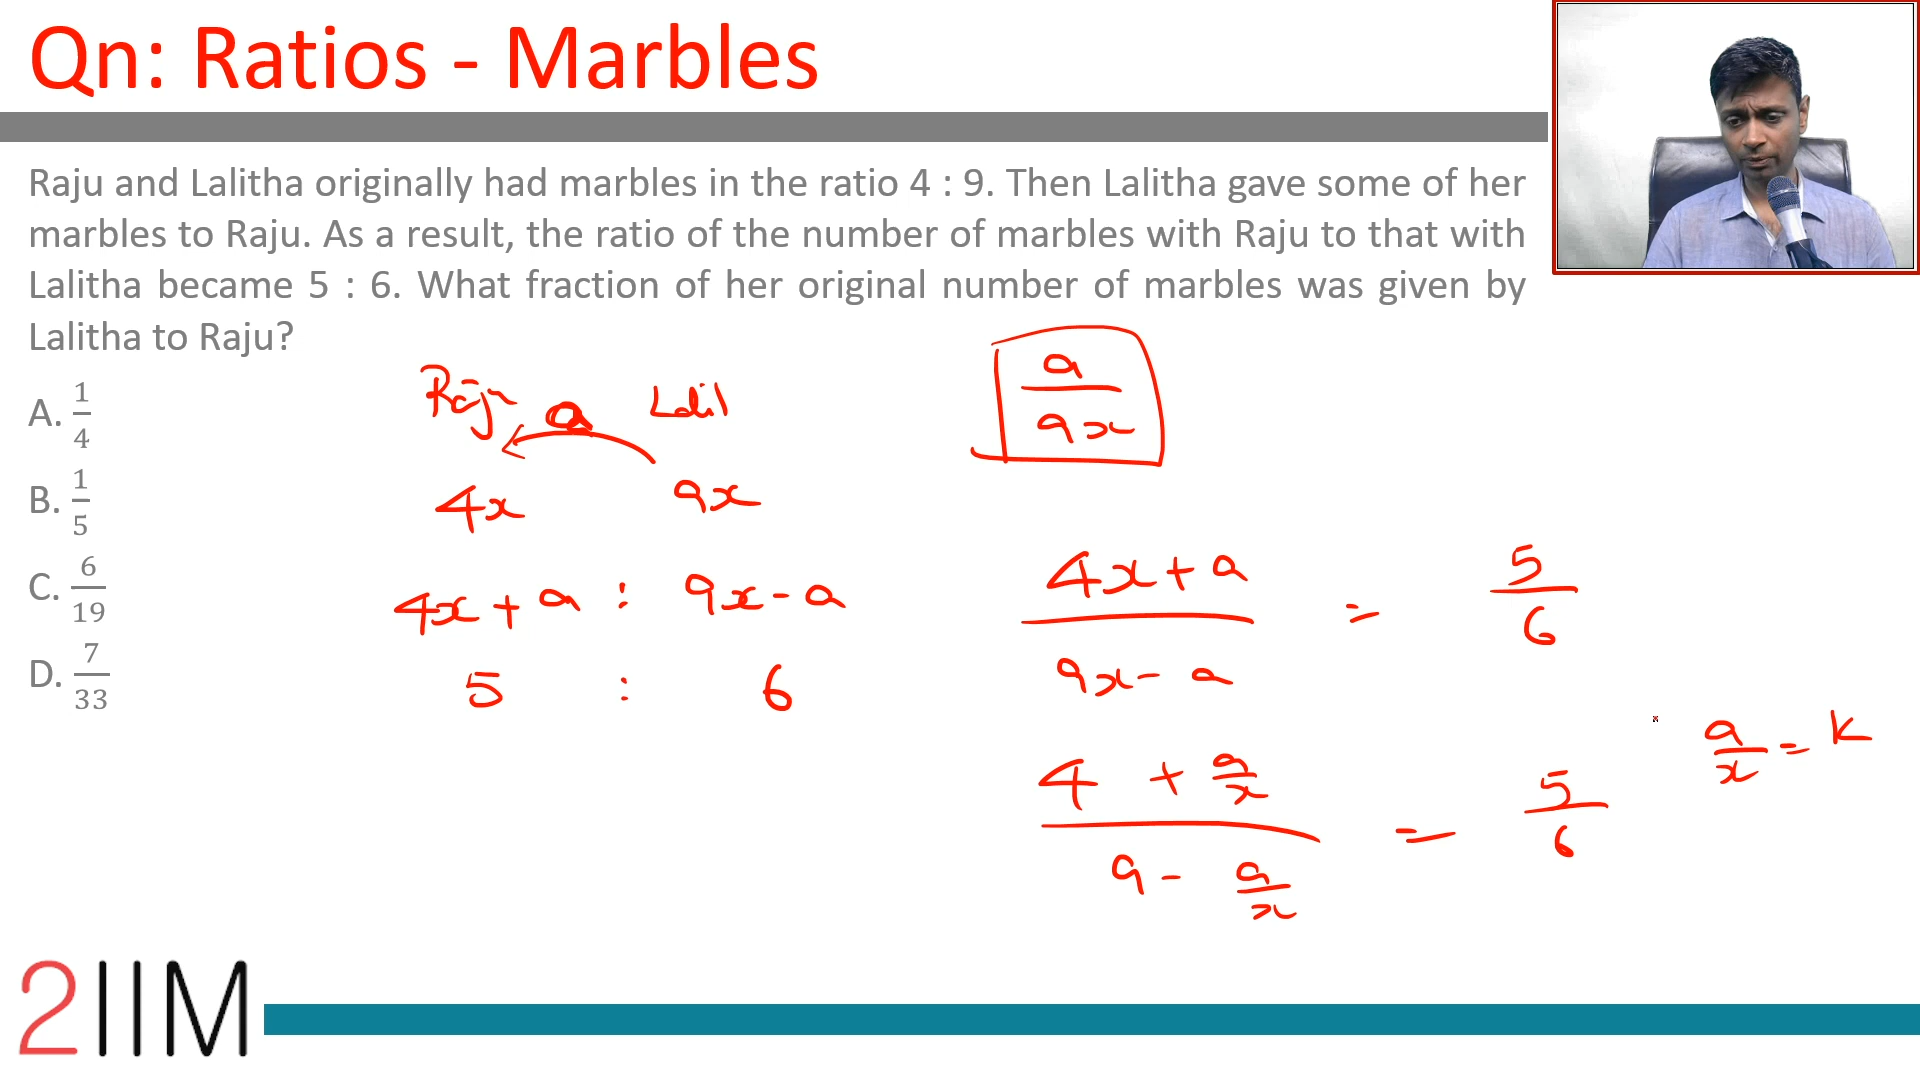 Qn: Ratios - Marbles
Raju and Lalitha originally had marbles in the ratio 4 : 9. Then Lalitha gave some of her
marbles to Raju. As a result, the ratio of the number of marbles with Raju to that with
Lalitha became 5 : 6. What fraction of her original number of marbles was given by
Lalitha to Raju?
A. 1/4
B. 1/5
C. 6/19
D. 7/33
Raju a Lalit
4x 9x
4x + a : 9x - a
5 : 6
a/9x
4x + a / 9x - a = 5/6
4 + a/x / 9 - a/x = 5/6
a/x = k
2IIM